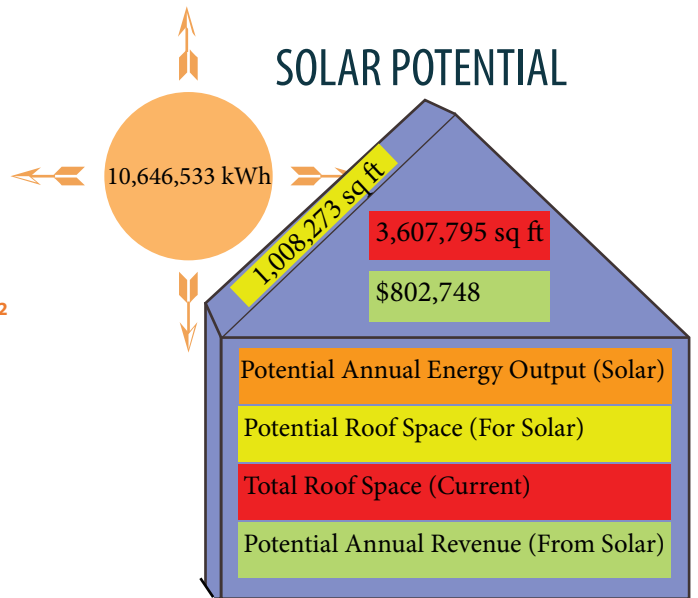 SOLAR POTENTIAL
10,646,533 kWh
1,008,273 sq ft
3,607,795 sq ft
$802,748
2
Potential Annual Energy Output (Solar)
Potential Roof Space (For Solar)
Total Roof Space (Current)
Potential Annual Revenue (From Solar)